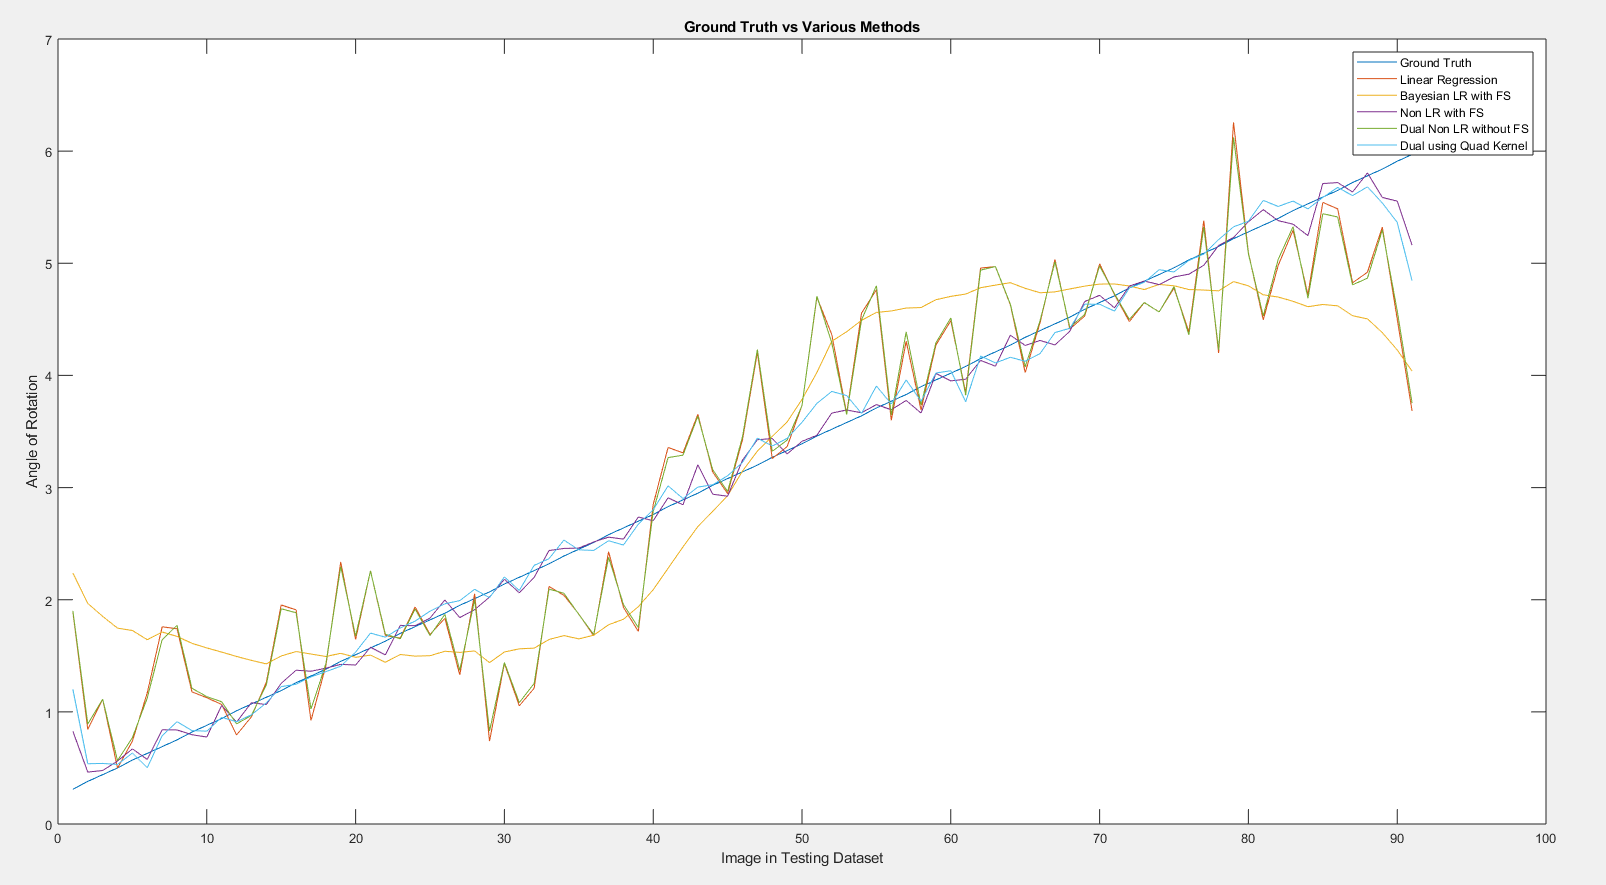 Ground Truth vs Various Methods
7
6
5
4
3
2
1
0
Angle of Rotation
Ground Truth
Linear Regression
Bayesian LR with FS
Non LR with FS
Dual Non LR without FS
Dual using Quad Kernel
0 10 20 30 40 50 60 70 80 90 100
Image in Testing Dataset